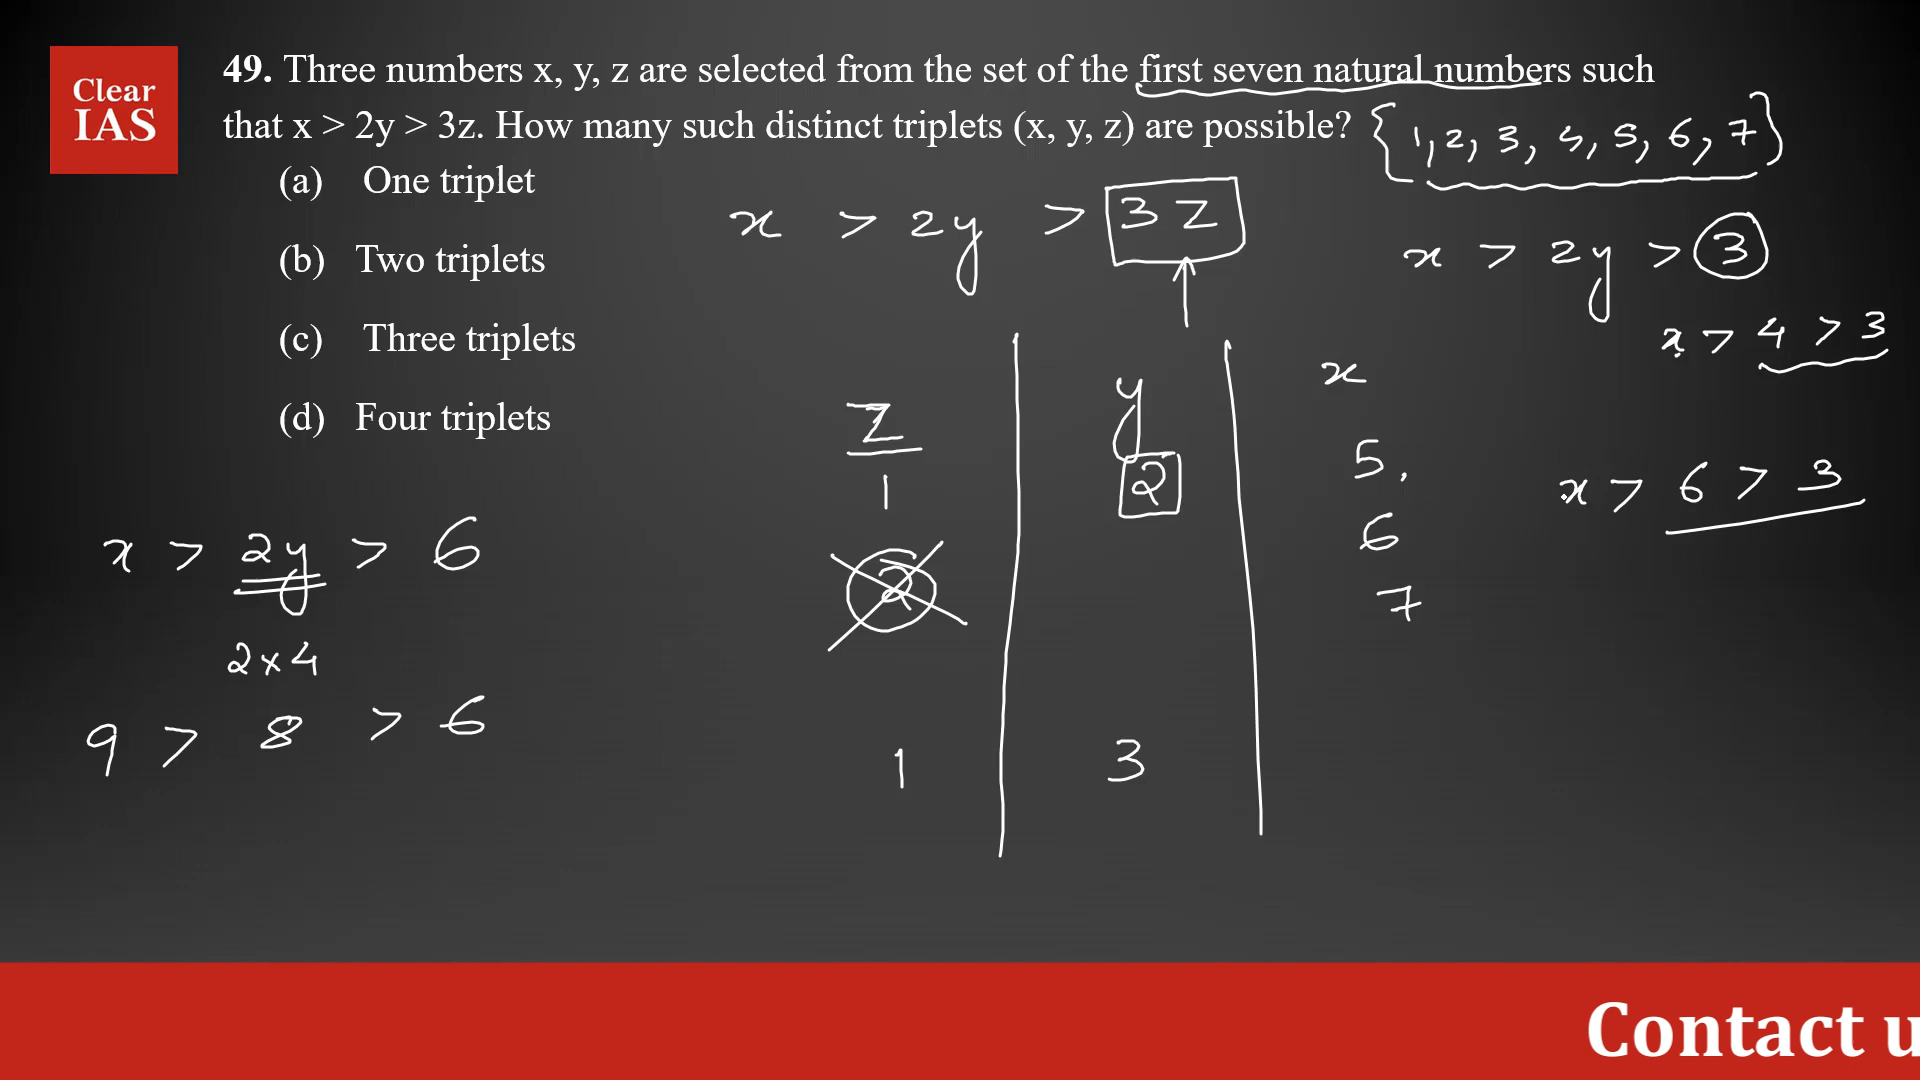 Clear
IAS
49. Three numbers x, y, z are selected from the set of the first seven natural numbers such
that x > 2y > 3z. How many such distinct triplets (x, y, z) are possible?
{1, 2, 3, 4, 5, 6, 7}
(a) One triplet
(b) Two triplets
(c) Three triplets
(d) Four triplets
x > 2y > 3z
x > 2y > 3
x > 4 > 3
z
y
x
1
2
5,
6
7
2
x > 6 > 3
x > 2y > 6
2x4
9 > 8 > 6
1
3
Contact u